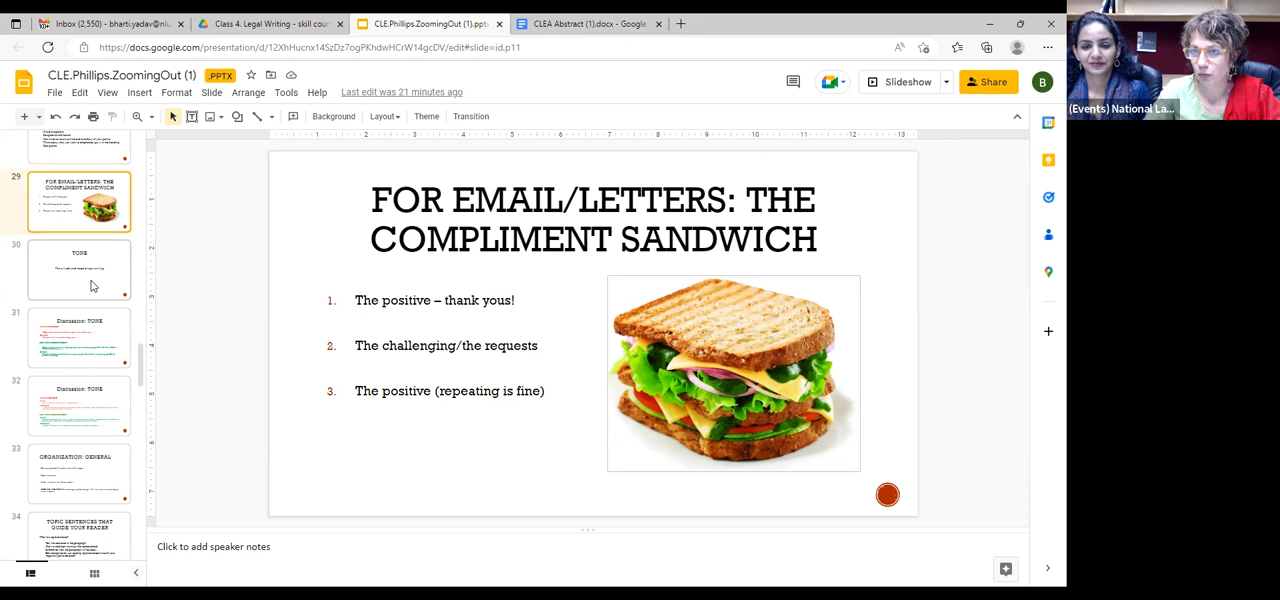 Inbox (2,550) - bharti.yadav@nlu
Class 4. Legal Writing - skill cours
CLE.Phillips.ZoomingOut (1).pptx
CLEA Abstract (1).docx - Google
https://docs.google.com/presentation/d/12XhHucnx14SzDz7ogPKhdwHCrW14gcDV/edit#slide=id.p11
CLE.Phillips.ZoomingOut (1) .PPTX
File Edit View Insert Format Slide Arrange Tools Help Last edit was 21 minutes ago
Slideshow
Share
B
(Events) National La...
Background Layout Theme Transition
29
FOR EMAIL/LETTERS: THE
COMPLIMENT SANDWICH
30
TONE
31
Discussion: TONE
32
Discussion: TONE
33
ORGANIZATION: GENERAL
34
TOPIC SENTENCES THAT
GUIDE YOUR READER
FOR EMAIL/LETTERS: THE
COMPLIMENT SANDWICH
1. The positive – thank yous!
2. The challenging/the requests
3. The positive (repeating is fine)
Click to add speaker notes